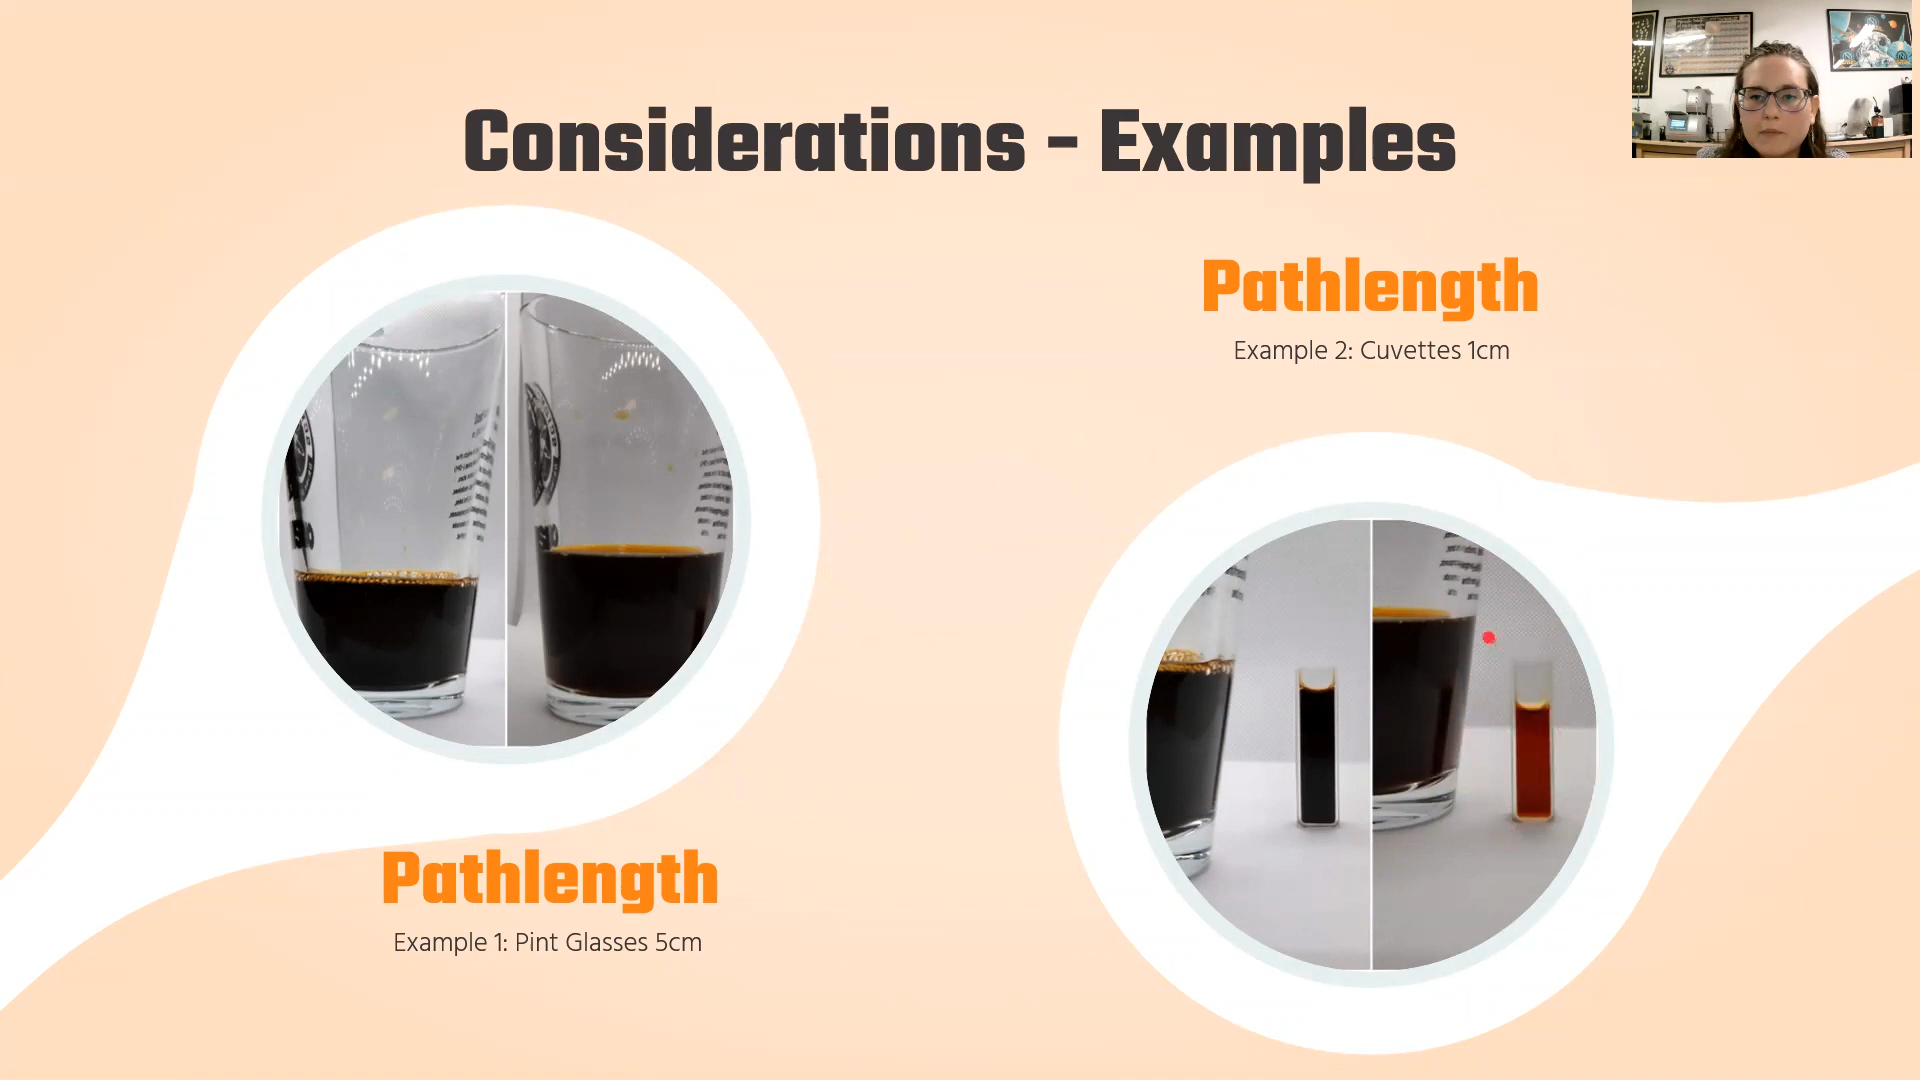 Considerations - Examples
Pathlength
Example 2: Cuvettes 1cm
Pathlength
Example 1: Pint Glasses 5cm